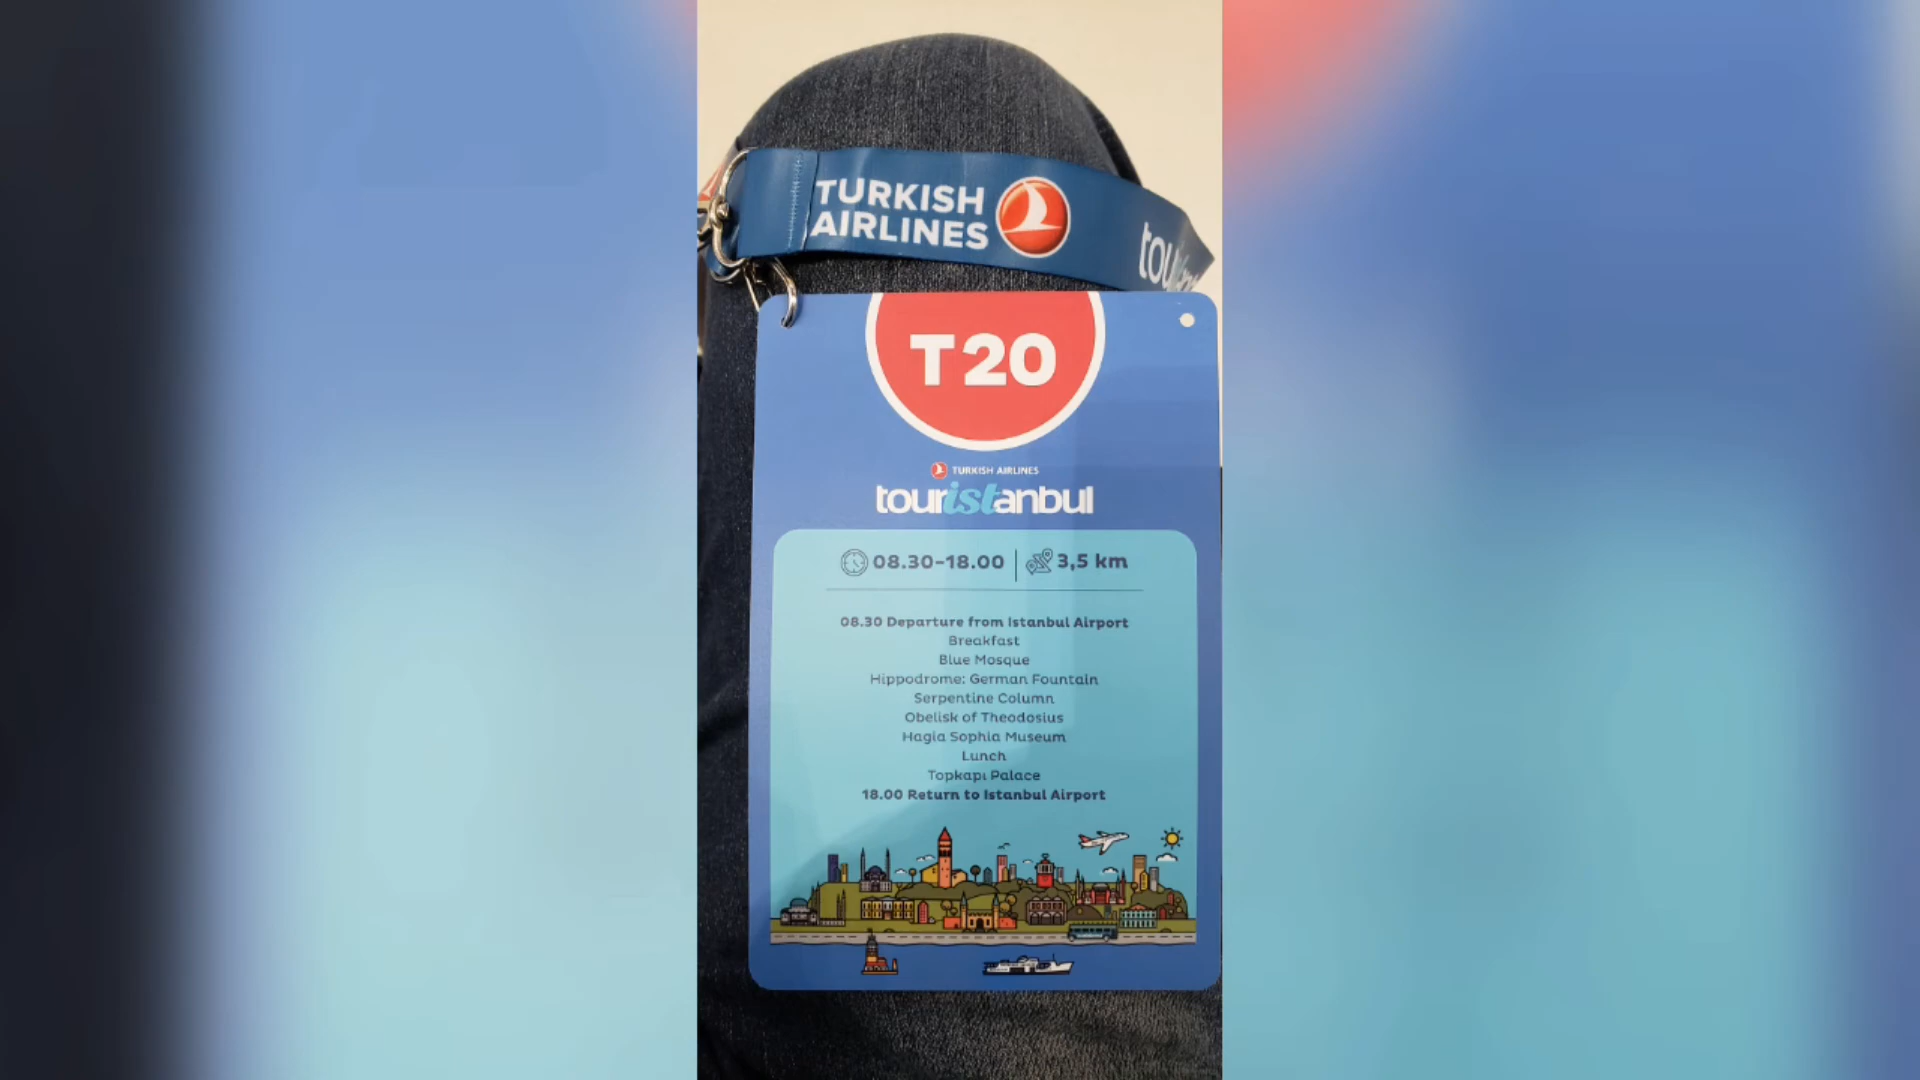 TURKISH
AIRLINES
T20
TURKISH AIRLINES
touristanbul
08.30-18.00 3,5 km
08.30 Departure from Istanbul Airport
Breakfast
Blue Mosque
Hippodrome: German Fountain
Serpentine Column
Obelisk of Theodosius
Hagia Sophia Museum
Lunch
Topkapı Palace
18.00 Return to Istanbul Airport